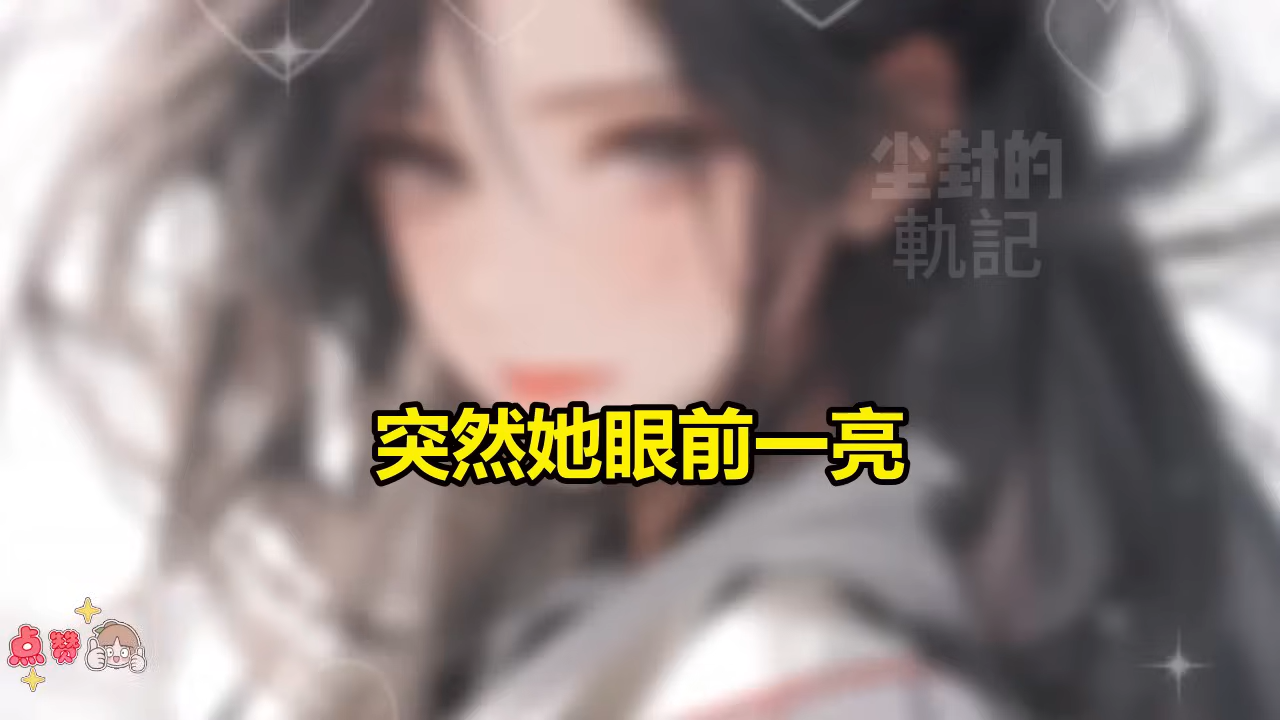 尘封的
軌記
突然她眼前一亮
点赞